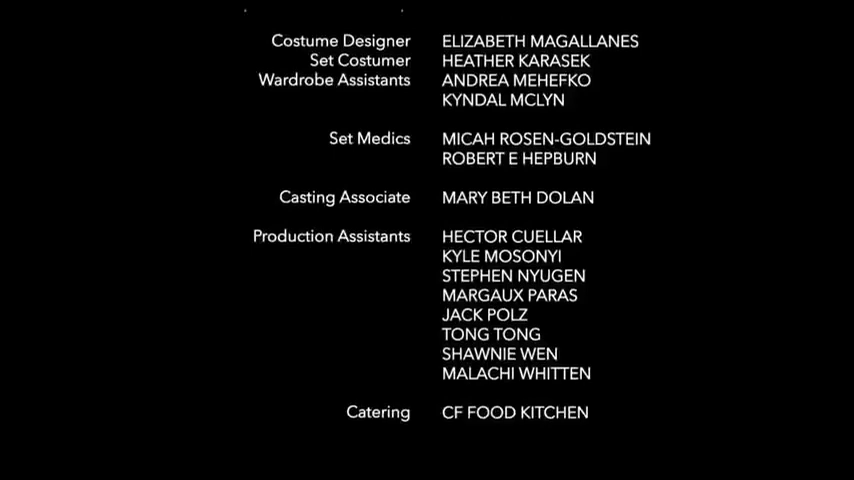 Costume Designer ELIZABETH MAGALLANES
Set Costumer HEATHER KARASEK
Wardrobe Assistants ANDREA MEHEFKO
KYNDAL MCLYN
Set Medics MICAH ROSEN-GOLDSTEIN
ROBERT E HEPBURN
Casting Associate MARY BETH DOLAN
Production Assistants HECTOR CUELLAR
KYLE MOSONYI
STEPHEN NYUGEN
MARGAUX PARAS
JACK POLZ
TONG TONG
SHAWNIE WEN
MALACHI WHITTEN
Catering CF FOOD KITCHEN